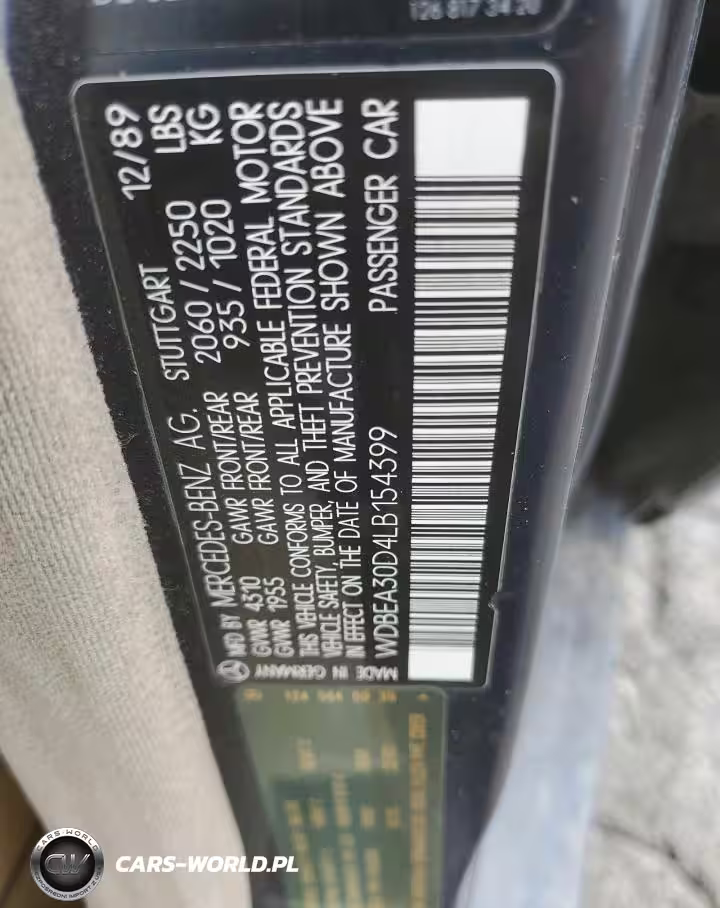 126 817 34 20
MFD BY MERCEDES-BENZ AG. STUTTGART 12/89
GVWR 4310 GAWR FRONT/REAR 2060 / 2250 LBS
GVWR 1955 GAWR FRONT/REAR 935 / 1020 KG
THIS VEHICLE CONFORMS TO ALL APPLICABLE FEDERAL MOTOR
VEHICLE SAFETY, BUMPER, AND THEFT PREVENTION STANDARDS
IN EFFECT ON THE DATE OF MANUFACTURE SHOWN ABOVE
MADE IN GERMANY WDBEA30D4LB154399 PASSENGER CAR
CARS-WORLD
CW
CARS-WORLD.PL